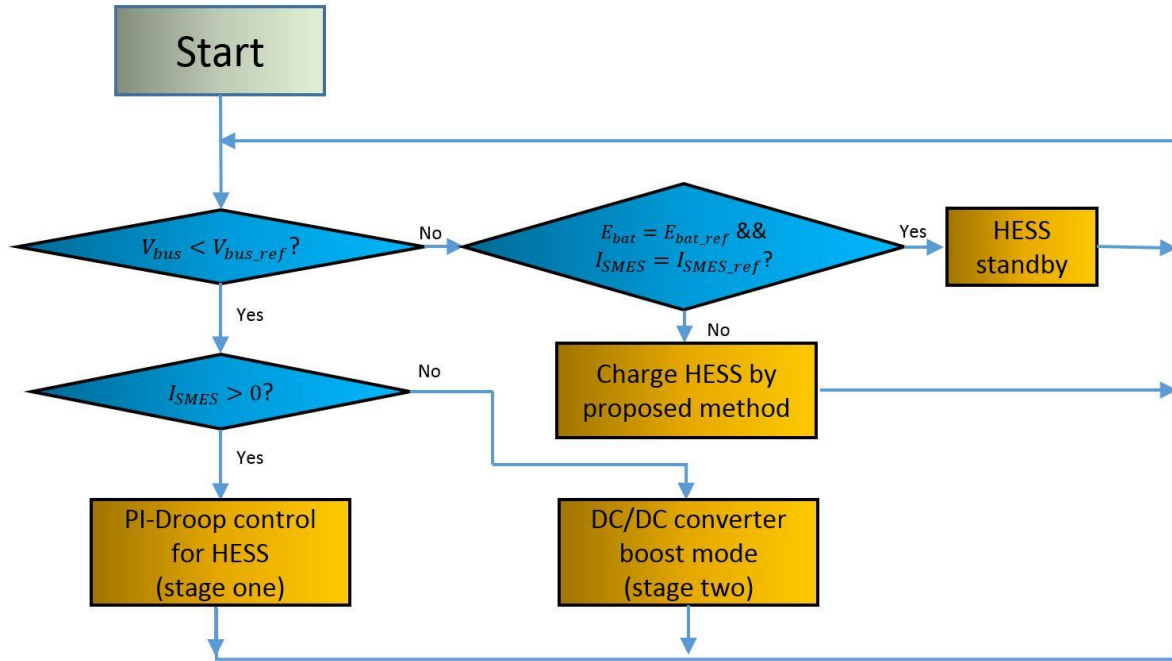 Start
V_bus < V_bus_ref?
No
E_bat = E_bat_ref &&
I_SMES = I_SMES_ref?
Yes
HESS
standby
Yes
No
I_SMES > 0?
No
Charge HESS by
proposed method
Yes
PI-Droop control
for HESS
(stage one)
DC/DC converter
boost mode
(stage two)